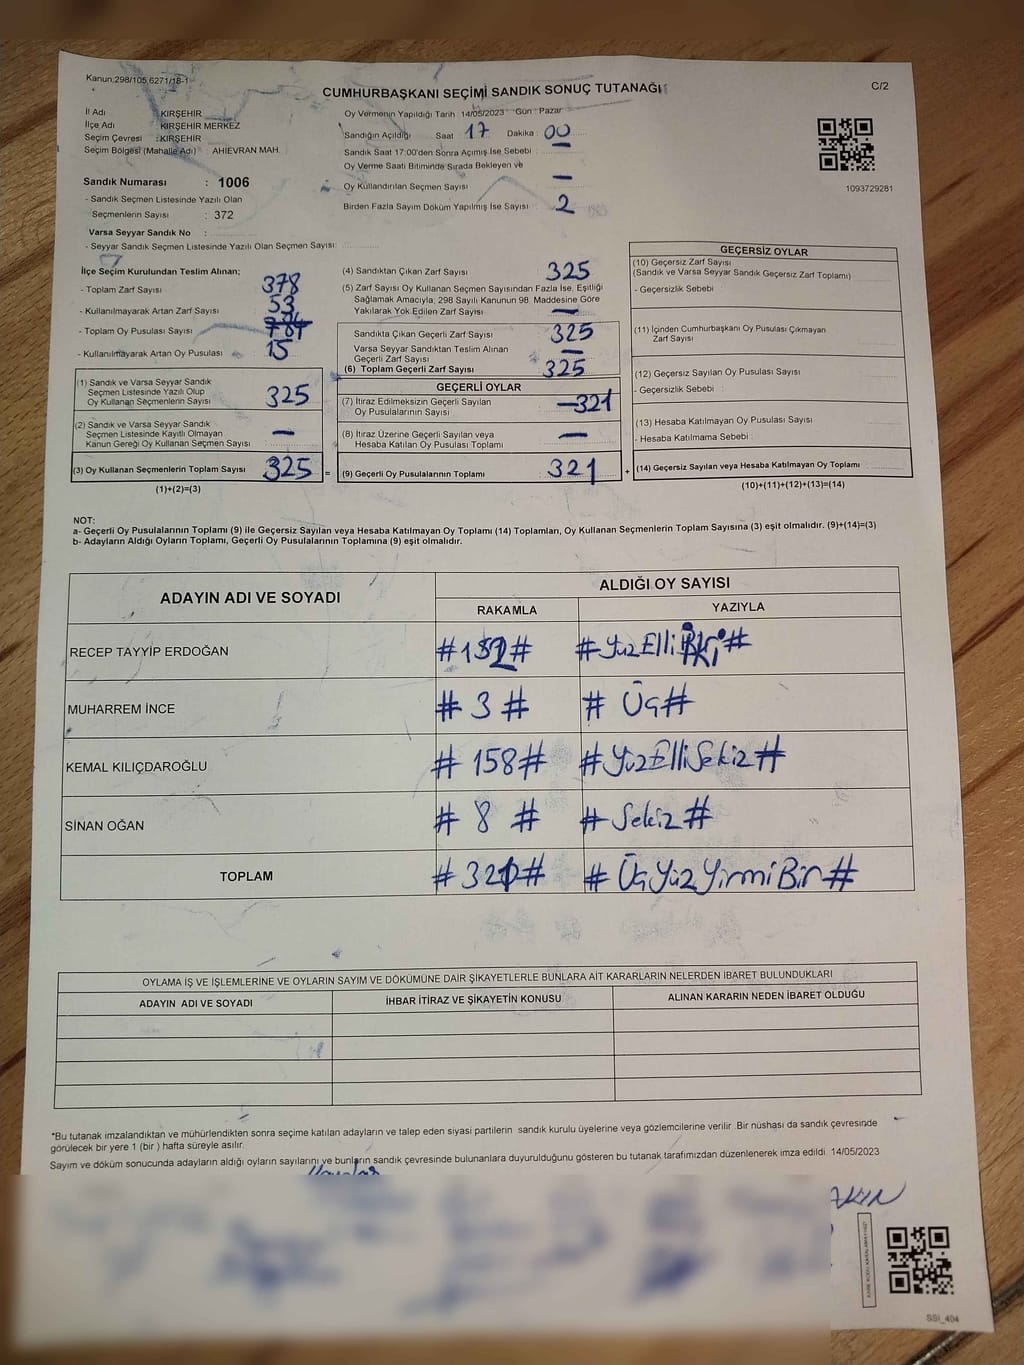 Kanun:298/105,6271/18-1
CUMHURBAŞKANI SEÇİMİ SANDIK SONUÇ TUTANAĞI
C/2
İl Adı : KIRŞEHİR
İlçe Adı : KIRŞEHİR MERKEZ
Seçim Çevresi : KIRŞEHİR
Seçim Bölgesi (Mahalle Adı) : AHIEVRAN MAH.
Sandık Numarası : 1006
- Sandık Seçmen Listesinde Yazılı Olan
Seçmenlerin Sayısı : 372
Varsa Seyyar Sandık No :
- Seyyar Sandık Seçmen Listesinde Yazılı Olan Seçmen Sayısı:
Oy Vermenin Yapıldığı Tarih : 14/05/2023 Gün : Pazar
Sandığın Açıldığı Saat 17 Dakika : 00
Sandık Saat 17:00'den Sonra Açımış İse Sebebi : —
Oy Verme Saati Bitiminde Sırada Bekleyen ve
Oy Kullandırılan Seçmen Sayısı : —
Birden Fazla Sayım Döküm Yapılmış İse Sayısı : 2
1093729281
İlçe Seçim Kurulundan Teslim Alınan;
- Toplam Zarf Sayısı : 378
- Kullanılmayarak Artan Zarf Sayısı : 53
- Toplam Oy Pusulası Sayısı :
- Kullanılmayarak Artan Oy Pusulası : 15
(1) Sandık ve Varsa Seyyar Sandık
Seçmen Listesinde Yazılı Olup
Oy Kullanan Seçmenlerin Sayısı : 325
(2) Sandık ve Varsa Seyyar Sandık
Seçmen Listesinde Kayıtlı Olmayan
Kanun Gereği Oy Kullanan Seçmen Sayısı : —
(3) Oy Kullanan Seçmenlerin Toplam Sayısı : 325 =
(1)+(2)=(3)
(4) Sandıktan Çıkan Zarf Sayısı : 325
(5) Zarf Sayısı Oy Kullanan Seçmen Sayısından Fazla İse, Eşitliği
Sağlamak Amacıyla; 298 Sayılı Kanunun 98. Maddesine Göre
Yakılarak Yok Edilen Zarf Sayısı : —
Sandıkta Çıkan Geçerli Zarf Sayısı : 325
Varsa Seyyar Sandıktan Teslim Alınan
Geçerli Zarf Sayısı : —
(6) Toplam Geçerli Zarf Sayısı : 325
GEÇERLİ OYLAR
(7) İtiraz Edilmeksizin Geçerli Sayılan
Oy Pusulalarının Sayısı : 321
(8) İtiraz Üzerine Geçerli Sayılan veya
Hesaba Katılan Oy Pusulası Sayısı : —
(9) Geçerli Oy Pusulalarının Toplamı : 321 +
GEÇERSİZ OYLAR
(10) Geçersiz Zarf Sayısı
(Sandık ve Varsa Seyyar Sandık Geçersiz Zarf Toplamı)
- Geçersizlik Sebebi :
(11) İçinden Cumhurbaşkanı Oy Pusulası Çıkmayan
Zarf Sayısı :
(12) Geçersiz Sayılan Oy Pusulası Sayısı :
- Geçersizlik Sebebi :
(13) Hesaba Katılmayan Oy Pusulası Sayısı :
- Hesaba Katılmama Sebebi :
(14) Geçersiz Sayılan veya Hesaba Katılmayan Oy Toplamı :
(10)+(11)+(12)+(13)=(14)
NOT:
a- Geçerli Oy Pusulalarının Toplamı (9) ile Geçersiz Sayılan veya Hesaba Katılmayan Oy Toplamı (14) Toplamları, Oy Kullanan Seçmenlerin Toplam Sayısına (3) eşit olmalıdır. (9)+(14)=(3)
b- Adayların Aldığı Oyların Toplamı, Geçerli Oy Pusulalarının Toplamına (9) eşit olmalıdır.
ADAYIN ADI VE SOYADI
ALDIĞI OY SAYISI
RAKAMLA YAZIYLA
RECEP TAYYİP ERDOĞAN #152# #YüzElliİKİ#
MUHARREM İNCE # 3 # # Üç#
KEMAL KILIÇDAROĞLU # 158# #YüzElliSekiz#
SİNAN OĞAN # 8 # # Sekiz#
TOPLAM #321# # ÜçYüzYirmiBir#
OYLAMA İŞ VE İŞLEMLERİNE VE OYLARIN SAYIM VE DÖKÜMÜNE DAİR ŞİKAYETLERLE BUNLARA AİT KARARLARIN NELERDEN İBARET BULUNDUKLARI
ADAYIN ADI VE SOYADI İHBAR İTİRAZ VE ŞİKAYETİN KONUSU ALINAN KARARIN NEDEN İBARET OLDUĞU
*Bu tutanak imzalandıktan ve mühürlendikten sonra seçime katılan adayların ve talep eden siyasi partilerin sandık kurulu üyelerine veya gözlemcilerine verilir. Bir nüshası da sandık çevresinde
görülecek bir yere 1 (bir ) hafta süreyle asılır.
Sayım ve döküm sonucunda adayların aldığı oyların sayılarını ve bunların sandık çevresinde bulunanlara duyurulduğunu gösteren bu tutanak tarafımızdan düzenlenerek imza edildi. 14/05/2023
SSI_404